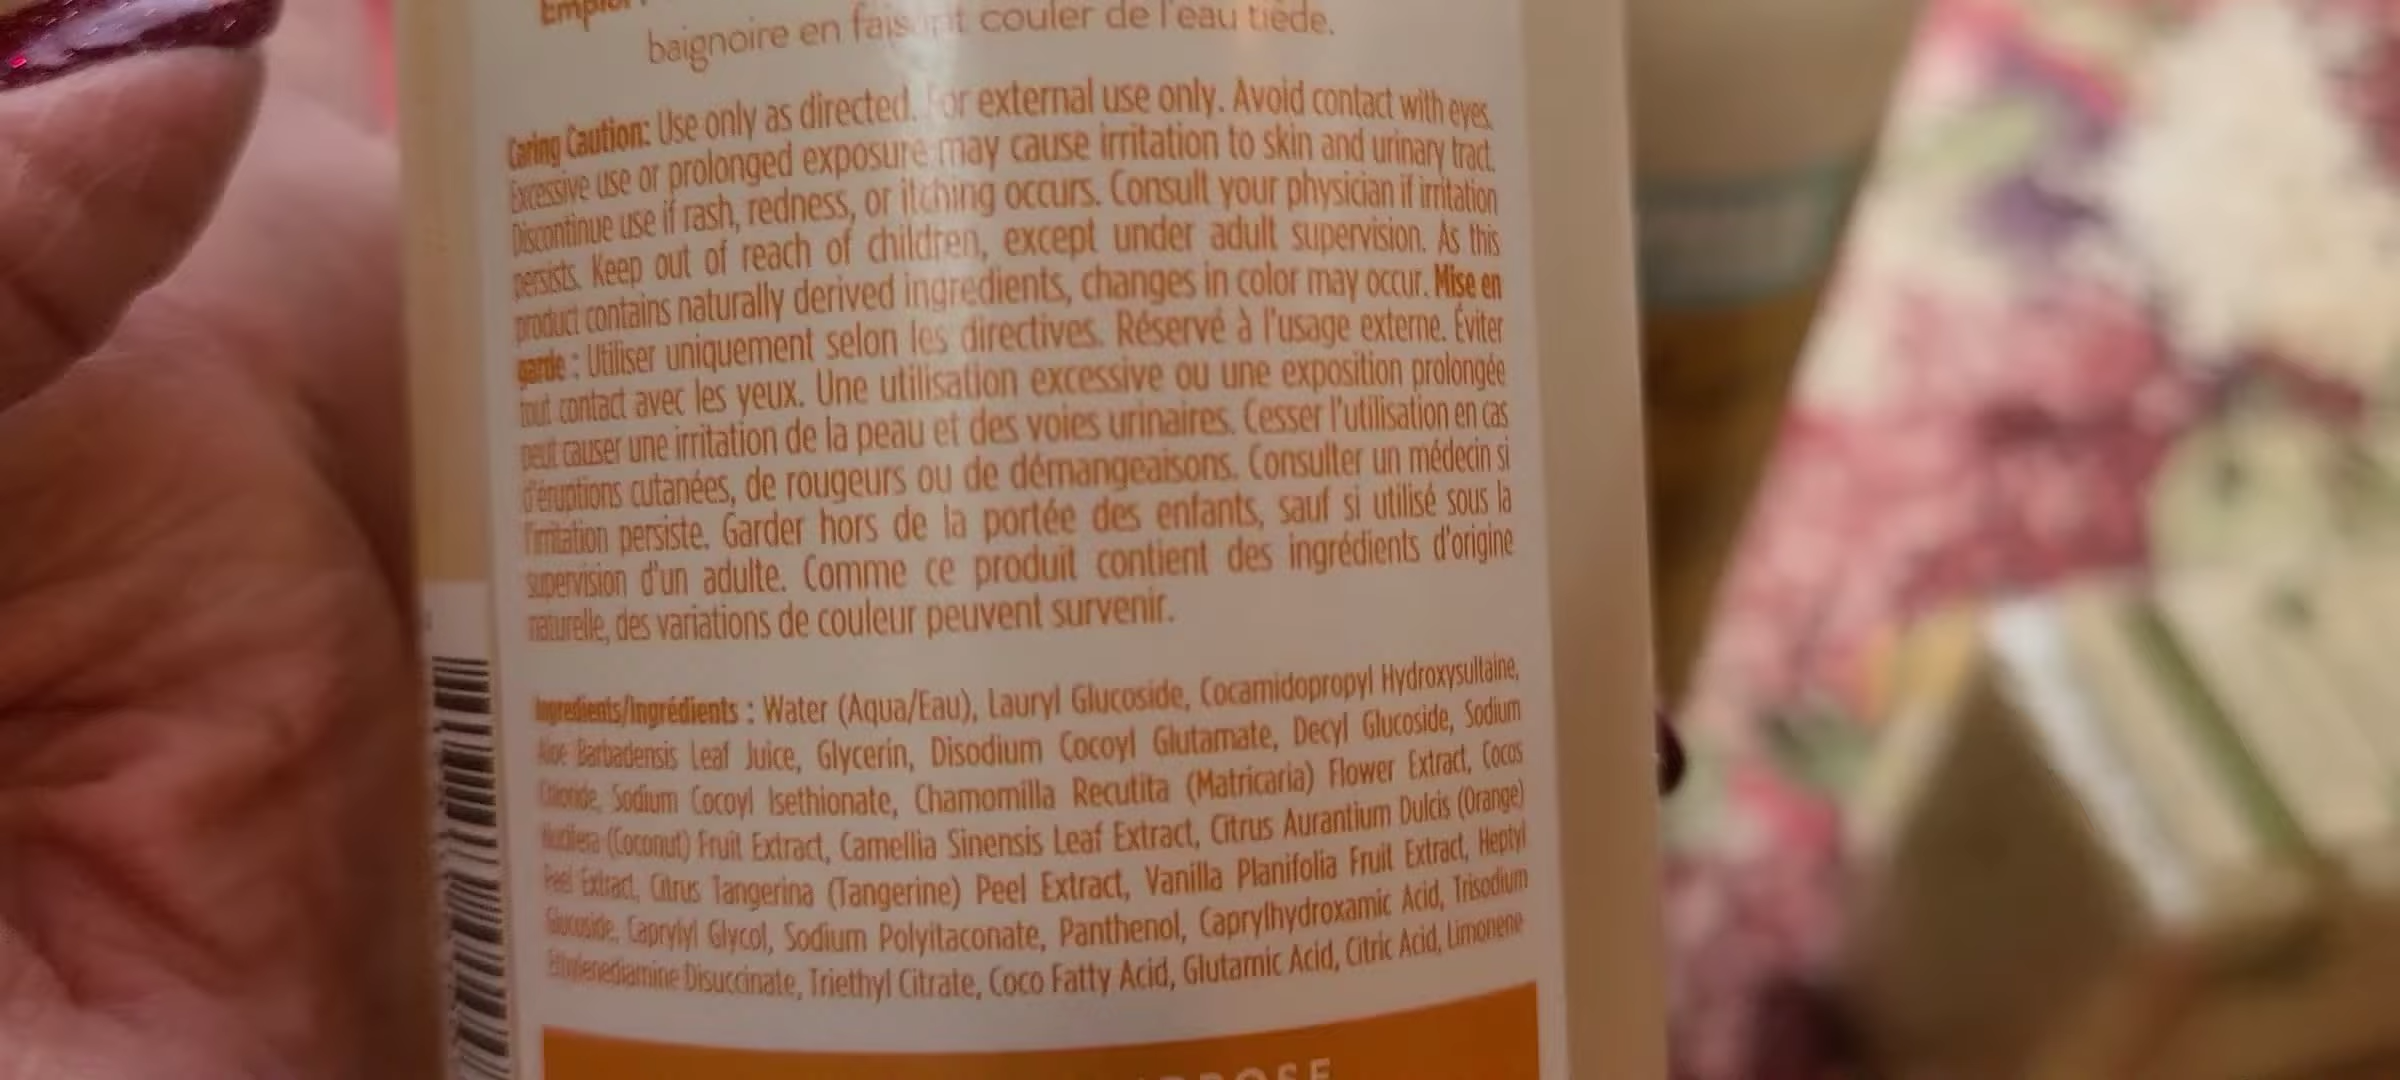 Emploi
baignoire en faisant couler de l'eau tiède.
Caring Caution: Use only as directed. For external use only. Avoid contact with eyes.
Excessive use or prolonged exposure may cause irritation to skin and urinary tract.
Discontinue use if rash, redness, or itching occurs. Consult your physician if irritation
persists. Keep out of reach of children, except under adult supervision. As this
product contains naturally derived ingredients, changes in color may occur. Mise en
garde : Utiliser uniquement selon les directives. Réservé à l'usage externe. Éviter
tout contact avec les yeux. Une utilisation excessive ou une exposition prolongée
peut causer une irritation de la peau et des voies urinaires. Cesser l'utilisation en cas
d'éruptions cutanées, de rougeurs ou de démangeaisons. Consulter un médecin si
l'irritation persiste. Garder hors de la portée des enfants, sauf si utilisé sous la
supervision d'un adulte. Comme ce produit contient des ingrédients d'origine
naturelle, des variations de couleur peuvent survenir.
Ingredients/Ingrédients : Water (Aqua/Eau), Lauryl Glucoside, Cocamidopropyl Hydroxysultaine,
Aloe Barbadensis Leaf Juice, Glycerin, Disodium Cocoyl Glutamate, Decyl Glucoside, Sodium
Chloride, Sodium Cocoyl Isethionate, Chamomilla Recutita (Matricaria) Flower Extract, Cocos
Nucifera (Coconut) Fruit Extract, Camellia Sinensis Leaf Extract, Citrus Aurantium Dulcis (Orange)
Peel Extract, Citrus Tangerina (Tangerine) Peel Extract, Vanilla Planifolia Fruit Extract, Heptyl
Glucoside, Caprylyl Glycol, Sodium Polyitaconate, Panthenol, Caprylhydroxamic Acid, Trisodium
Ethylenediamine Disuccinate, Triethyl Citrate, Coco Fatty Acid, Glutamic Acid, Citric Acid, Limonene